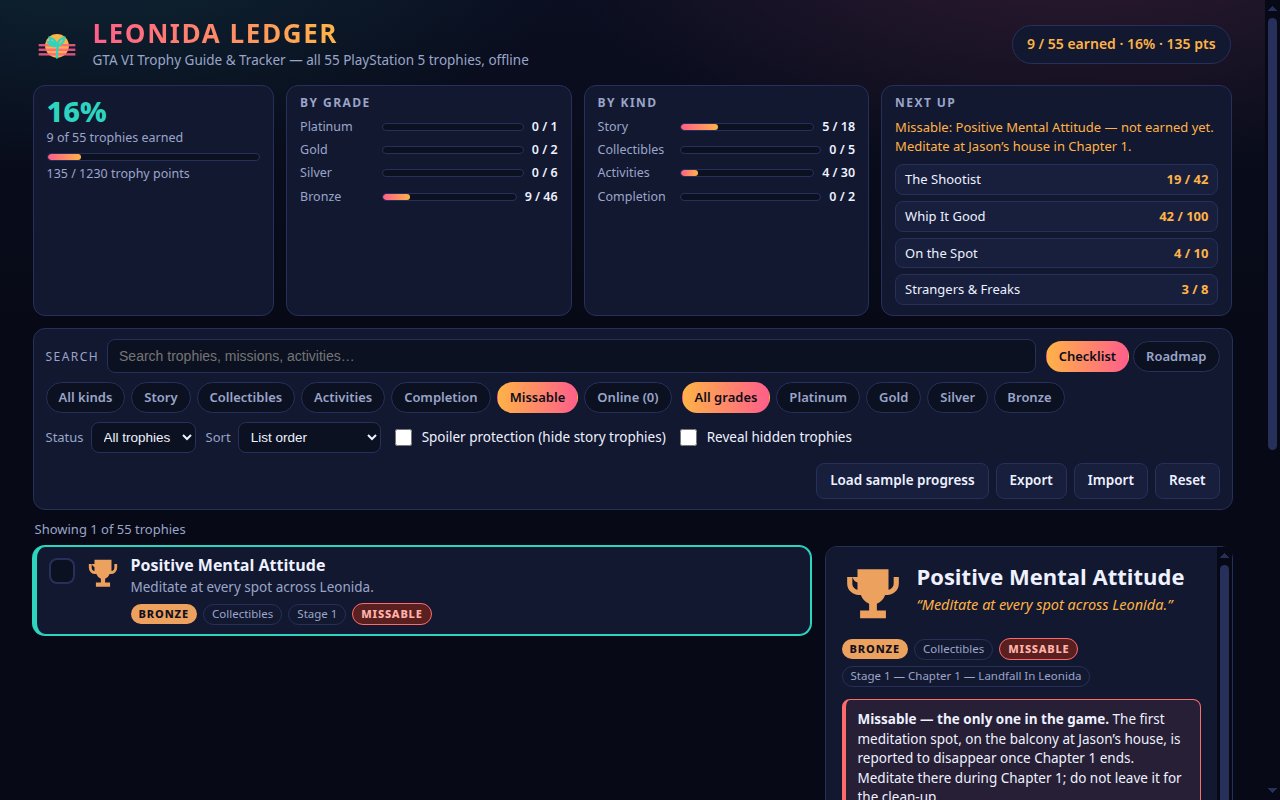 LEONIDA LEDGER
GTA VI Trophy Guide & Tracker — all 55 PlayStation 5 trophies, offline
9 / 55 earned · 16% · 135 pts
16%
9 of 55 trophies earned
135 / 1230 trophy points
BY GRADE
Platinum 0 / 1
Gold 0 / 2
Silver 0 / 6
Bronze 9 / 46
BY KIND
Story 5 / 18
Collectibles 0 / 5
Activities 4 / 30
Completion 0 / 2
NEXT UP
Missable: Positive Mental Attitude — not earned yet.
Meditate at Jason’s house in Chapter 1.
The Shootist 19 / 42
Whip It Good 42 / 100
On the Spot 4 / 10
Strangers & Freaks 3 / 8
SEARCH Search trophies, missions, activities… Checklist Roadmap
All kinds Story Collectibles Activities Completion Missable Online (0) All grades Platinum Gold Silver Bronze
Status All trophies Sort List order Spoiler protection (hide story trophies) Reveal hidden trophies
Load sample progress Export Import Reset
Showing 1 of 55 trophies
Positive Mental Attitude
Meditate at every spot across Leonida.
BRONZE Collectibles Stage 1 MISSABLE
Positive Mental Attitude
“Meditate at every spot across Leonida.”
BRONZE Collectibles MISSABLE
Stage 1 — Chapter 1 — Landfall In Leonida
Missable — the only one in the game. The first
meditation spot, on the balcony at Jason’s house, is
reported to disappear once Chapter 1 ends.
Meditate there during Chapter 1; do not leave it for
the clean-up.